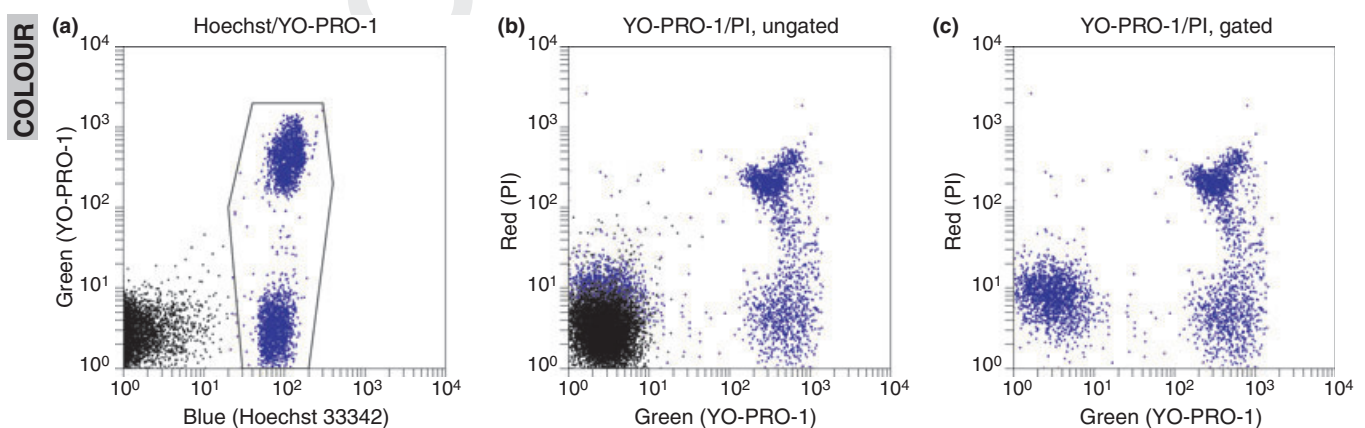 COLOUR
(a) Hoechst/YO-PRO-1
10⁴
10³
10²
10¹
10⁰
Green (YO-PRO-1)
10⁰ 10¹ 10² 10³ 10⁴
Blue (Hoechst 33342)
(b) YO-PRO-1/PI, ungated
10⁴
10³
10²
10¹
10⁰
Red (PI)
10⁰ 10¹ 10² 10³ 10⁴
Green (YO-PRO-1)
(c) YO-PRO-1/PI, gated
10⁴
10³
10²
10¹
10⁰
Red (PI)
10⁰ 10¹ 10² 10³ 10⁴
Green (YO-PRO-1)